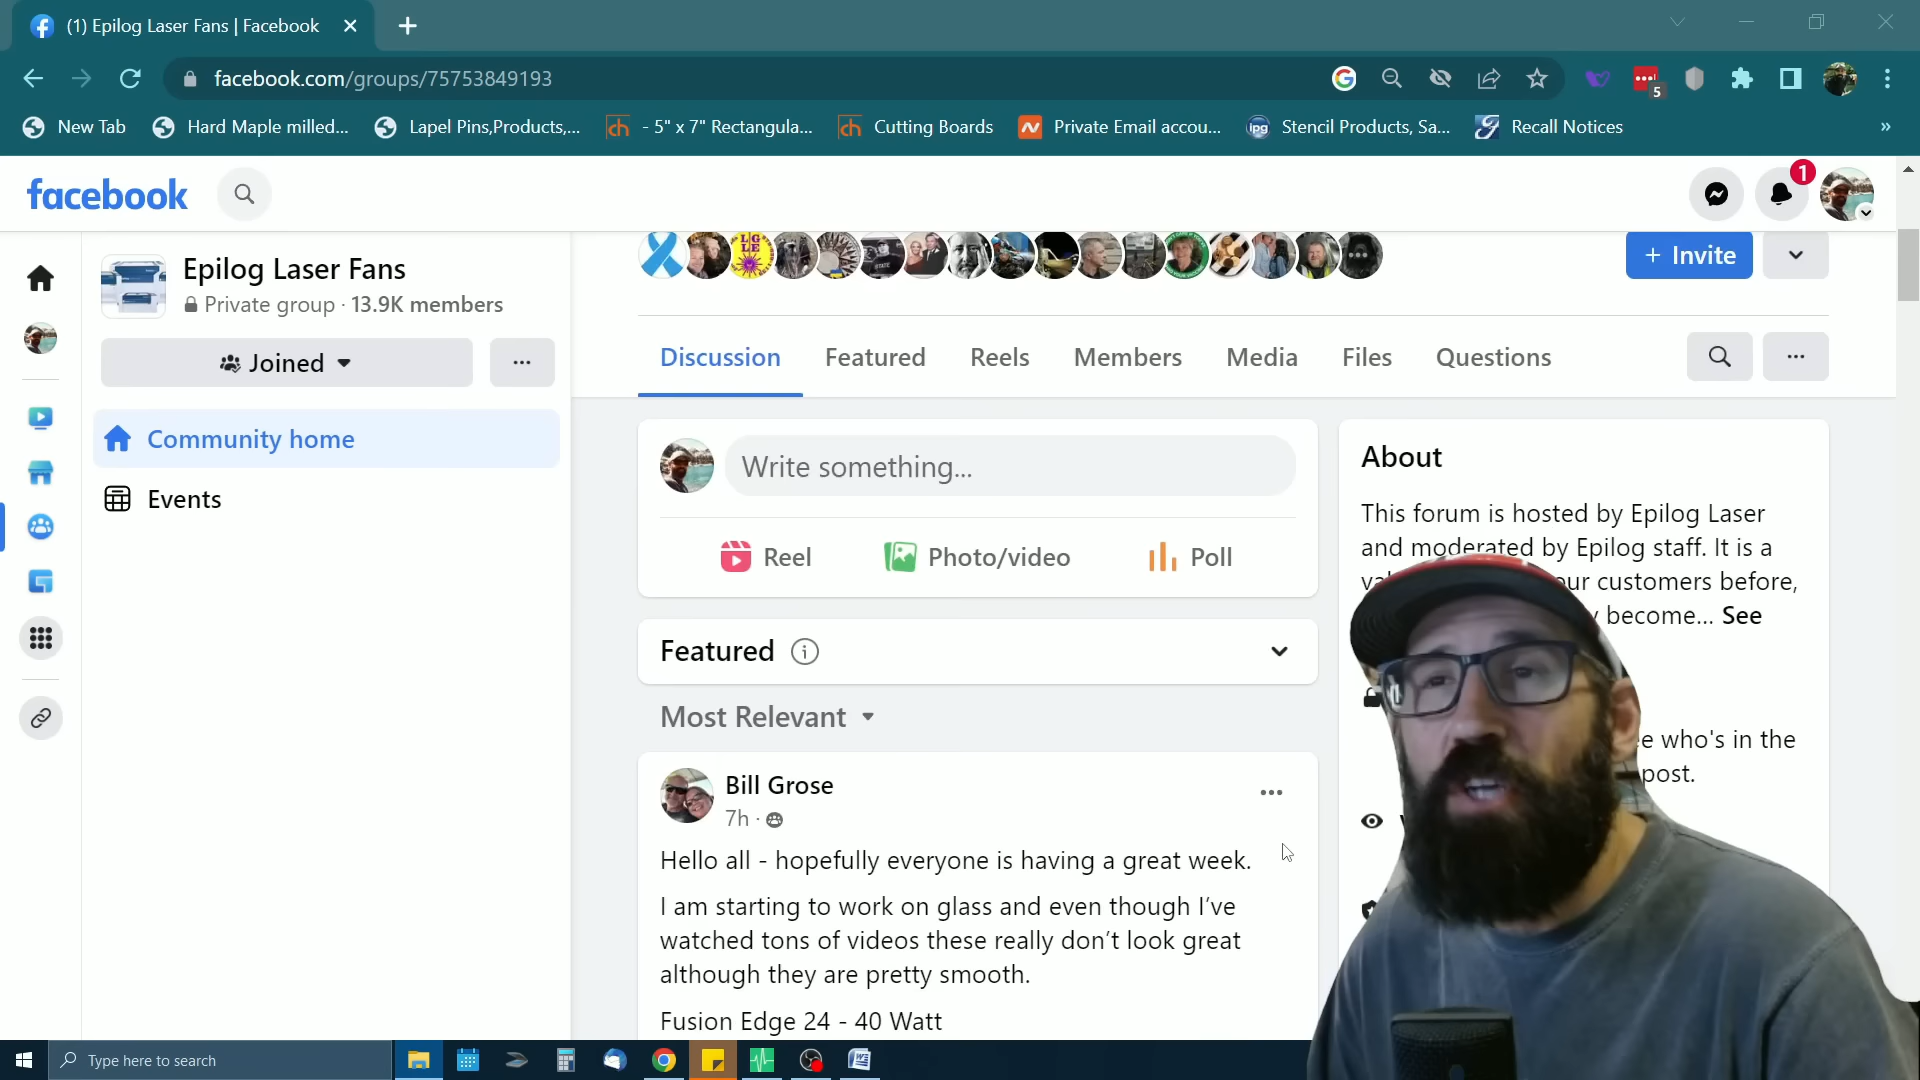 (1) Epilog Laser Fans | Facebook
facebook.com/groups/75753849193
5
New Tab
Hard Maple milled...
Lapel Pins,Products,...
- 5" x 7" Rectangula...
Cutting Boards
Private Email accou...
Stencil Products, Sa...
Recall Notices
facebook
1
Epilog Laser Fans
Private group · 13.9K members
Joined
Community home
Events
+ Invite
Discussion
Featured
Reels
Members
Media
Files
Questions
Write something...
Reel
Photo/video
Poll
Featured
Most Relevant
Bill Grose
7h
Hello all - hopefully everyone is having a great week.
I am starting to work on glass and even though I've
watched tons of videos these really don't look great
although they are pretty smooth.
Fusion Edge 24 - 40 Watt
About
This forum is hosted by Epilog Laser
and moderated by Epilog staff. It is a
our customers before,
become... See
who's in the
post.
Type here to search